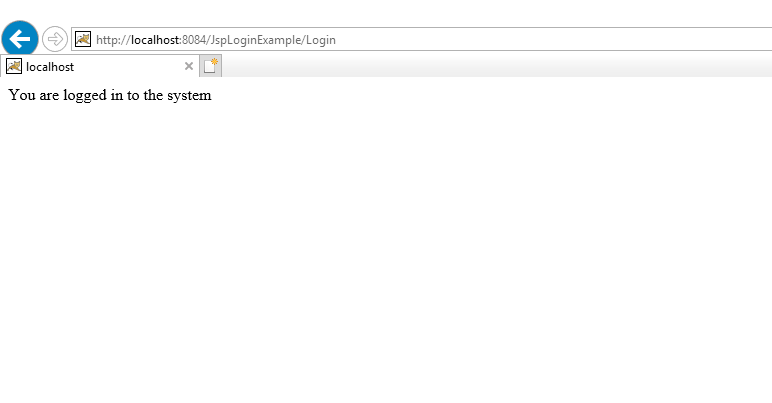 http://localhost:8084/JspLoginExample/Login
localhost
You are logged in to the system